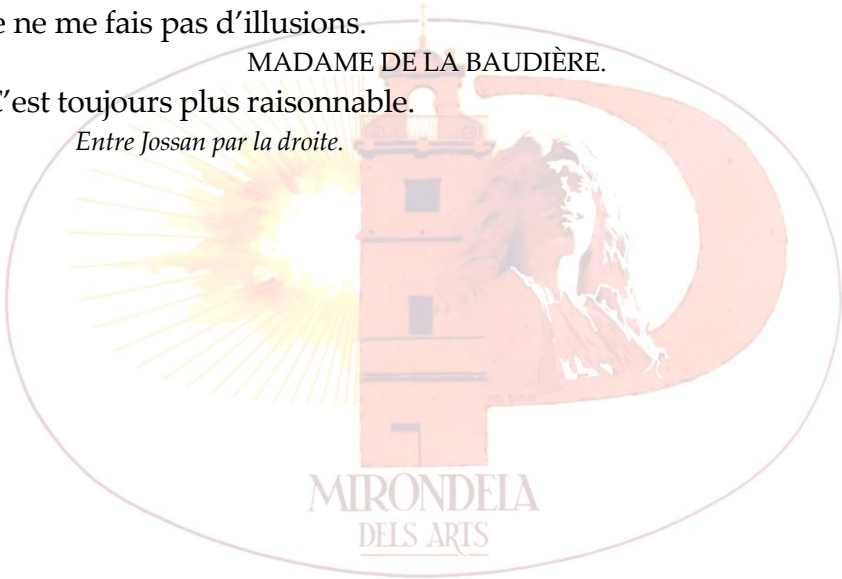 e ne me fais pas d’illusions.
MADAME DE LA BAUDIÈRE.
C’est toujours plus raisonnable.
Entre Jossan par la droite.
MIRONDELA
DELS ARTS